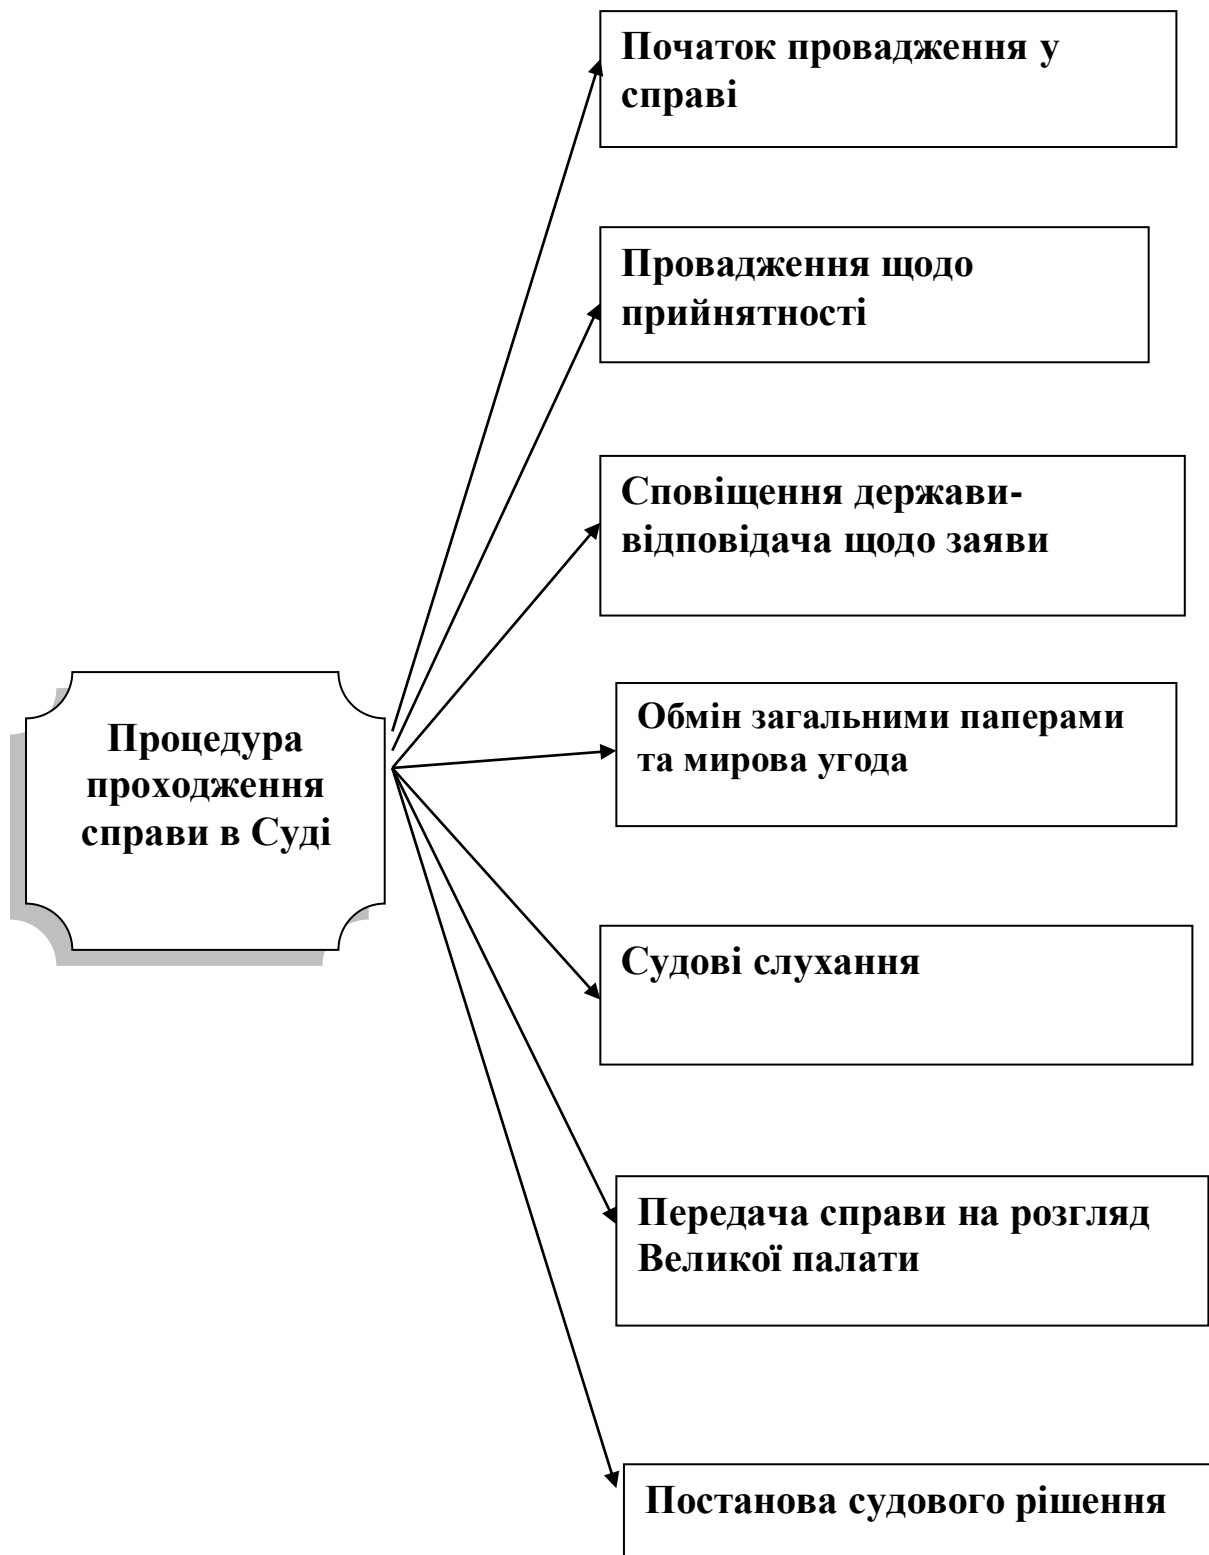 Початок провадження у
справі
Провадження щодо
прийнятності
Сповіщення держави-
відповідача щодо заяви
Процедура
проходження
справи в Суді
Обмін загальними паперами
та мирова угода
Судові слухання
Передача справи на розгляд
Великої палати
Постанова судового рішення